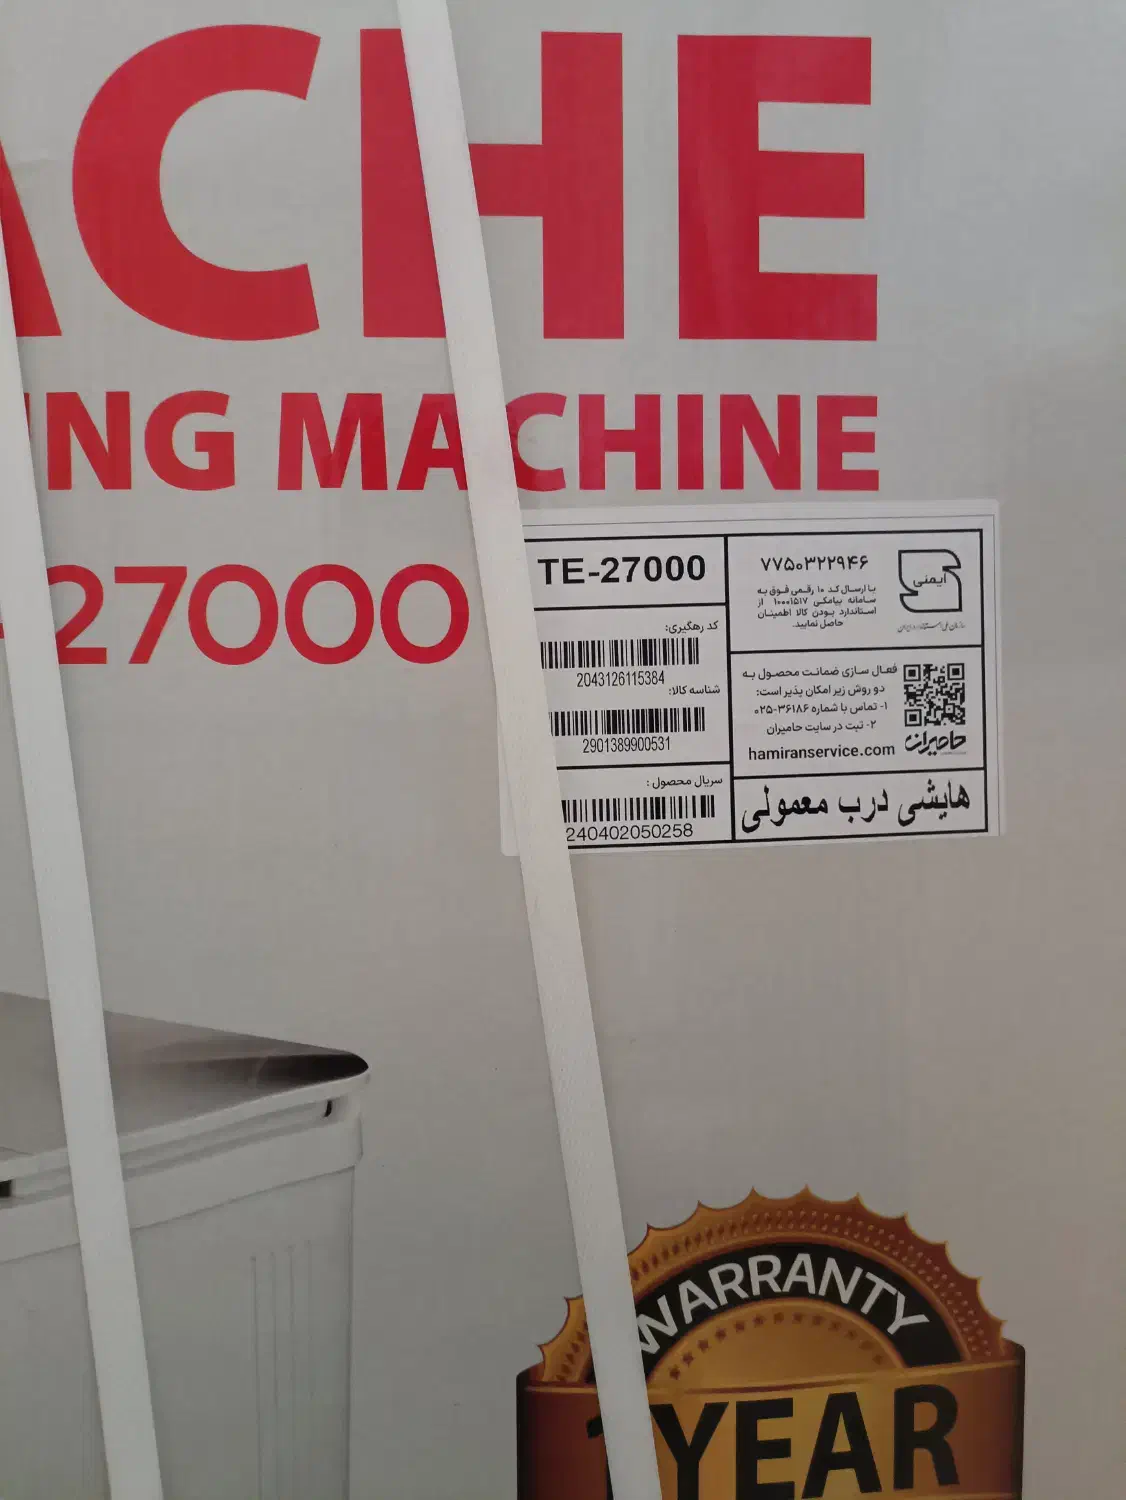 ACHE
NG MACHINE
-27000
TE-27000
کد رهگیری:
2043126115384
شناسه کالا:
2901389900531
سریال محصول :
240402050258
ایمنی
۷۷۵۰۳۲۲۹۴۶
با ارسال کد ۱۰ رقمی فوق به
سامانه پیامکی ۱۰۰۰۱۵۱۷ از
استاندارد بودن کالا اطمینان
حاصل نمایید.
فعال سازی ضمانت محصول به
دو روش زیر امکان پذیر است:
۱- تماس با شماره ۳۶۱۸۶-۰۲۵
۲- ثبت در سایت حامیران
hamiranservice.com
حامیران
هایشی درب معمولی
WARRANTY
1 YEAR